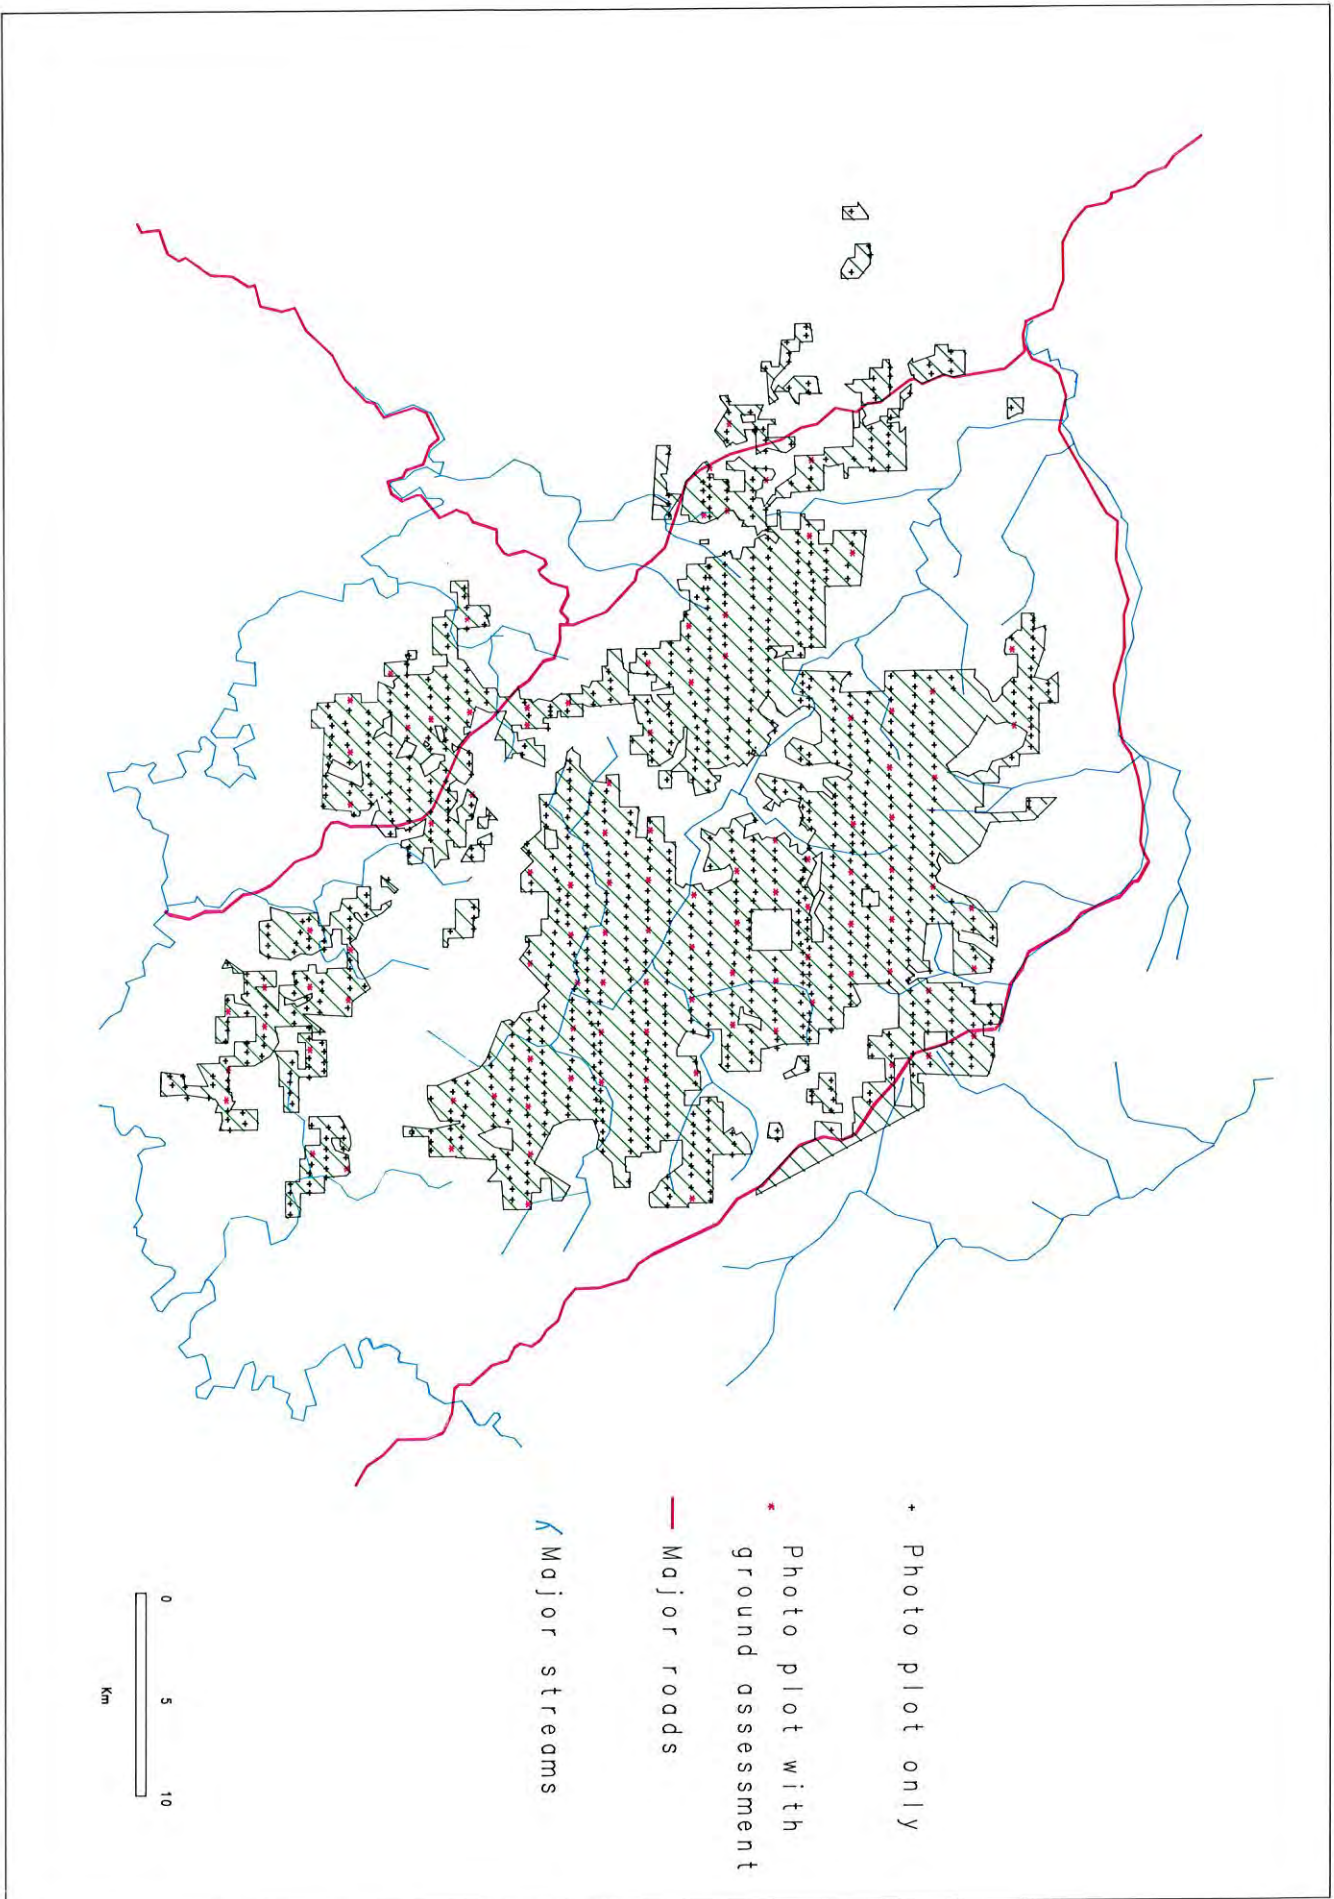 + Photo plot only
* Photo plot with
ground assessment
Major roads
Major streams
0 5 10
Km